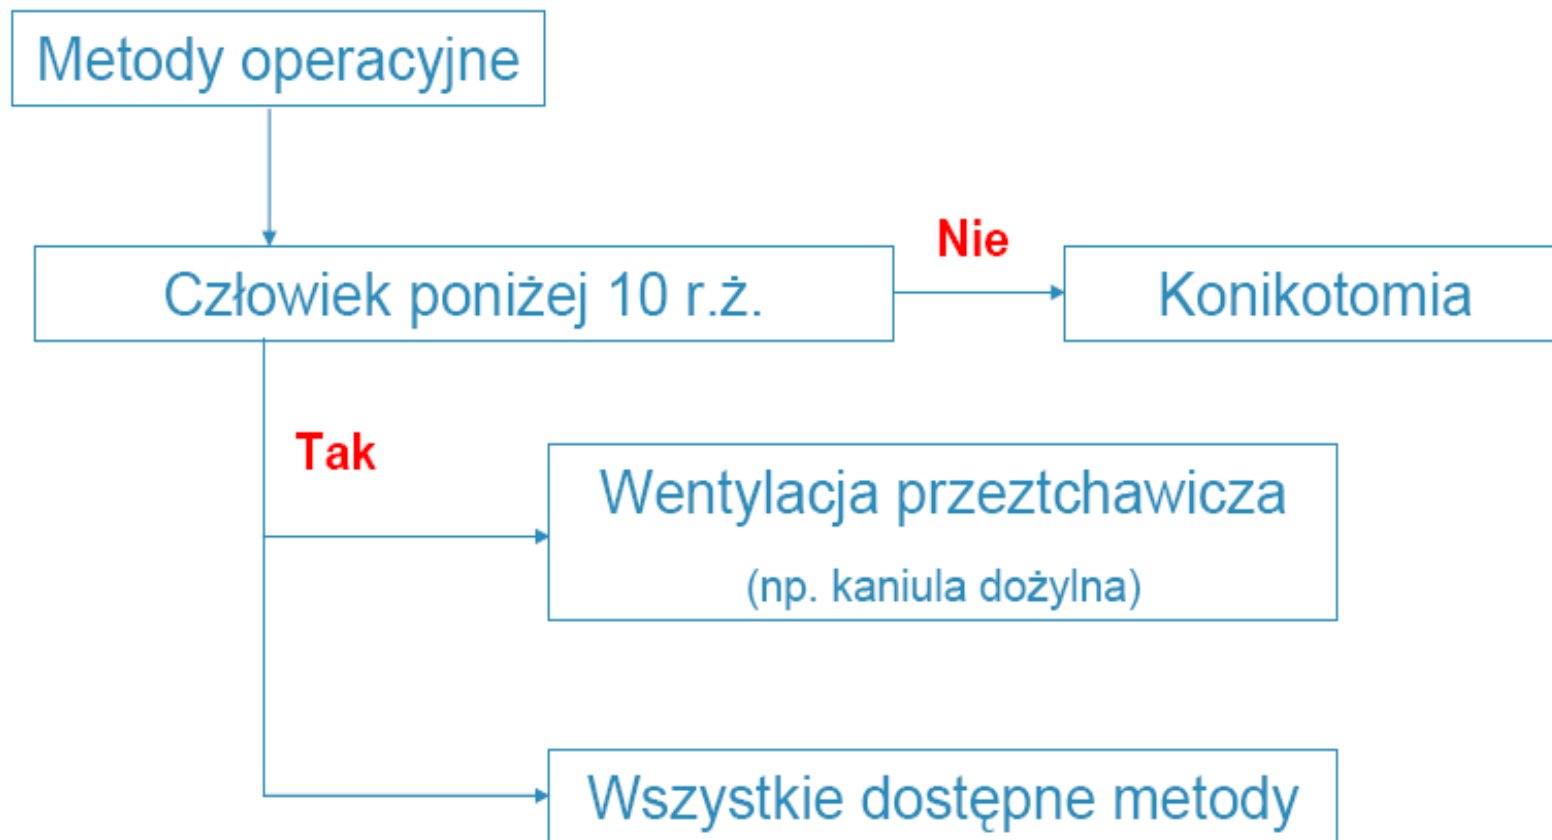 Metody operacyjne
Człowiek poniżej 10 r.ż.
Nie
Konikotomia
Tak
Wentylacja przeztchawicza
(np. kaniula dożylna)
Wszystkie dostępne metody